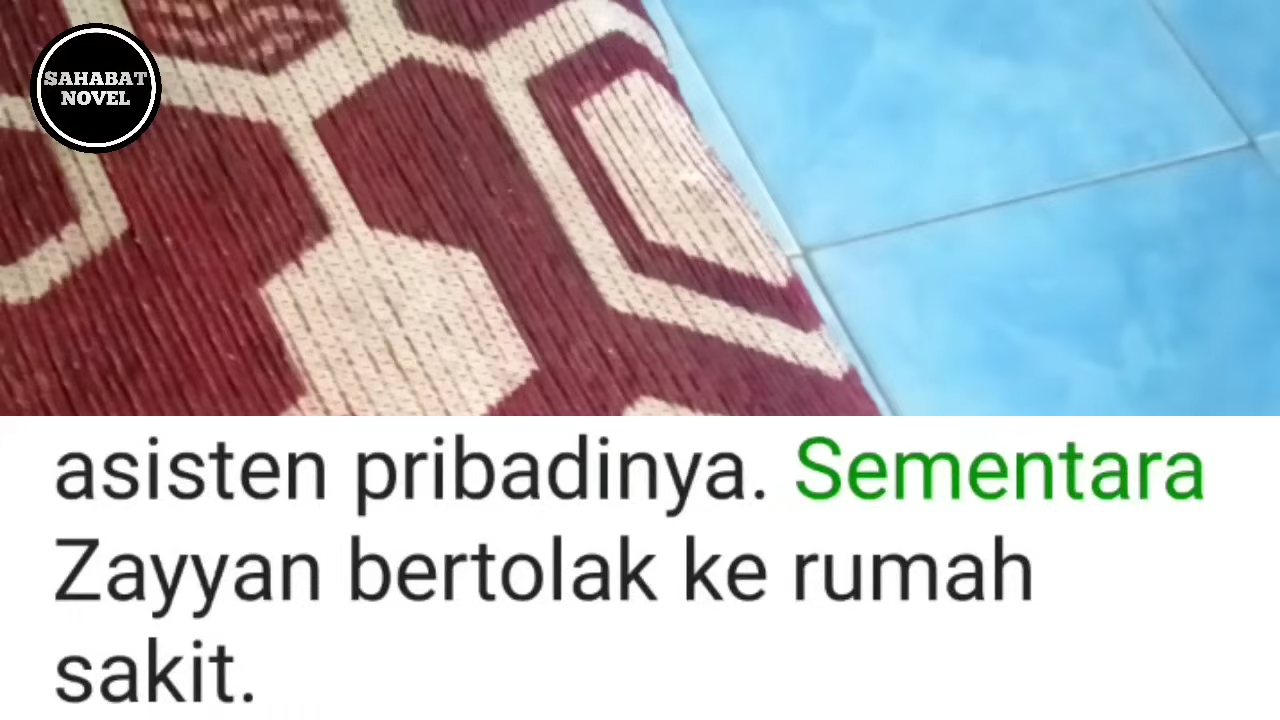 SAHABAT
NOVEL
asisten pribadinya. Sementara
Zayyan bertolak ke rumah
sakit.